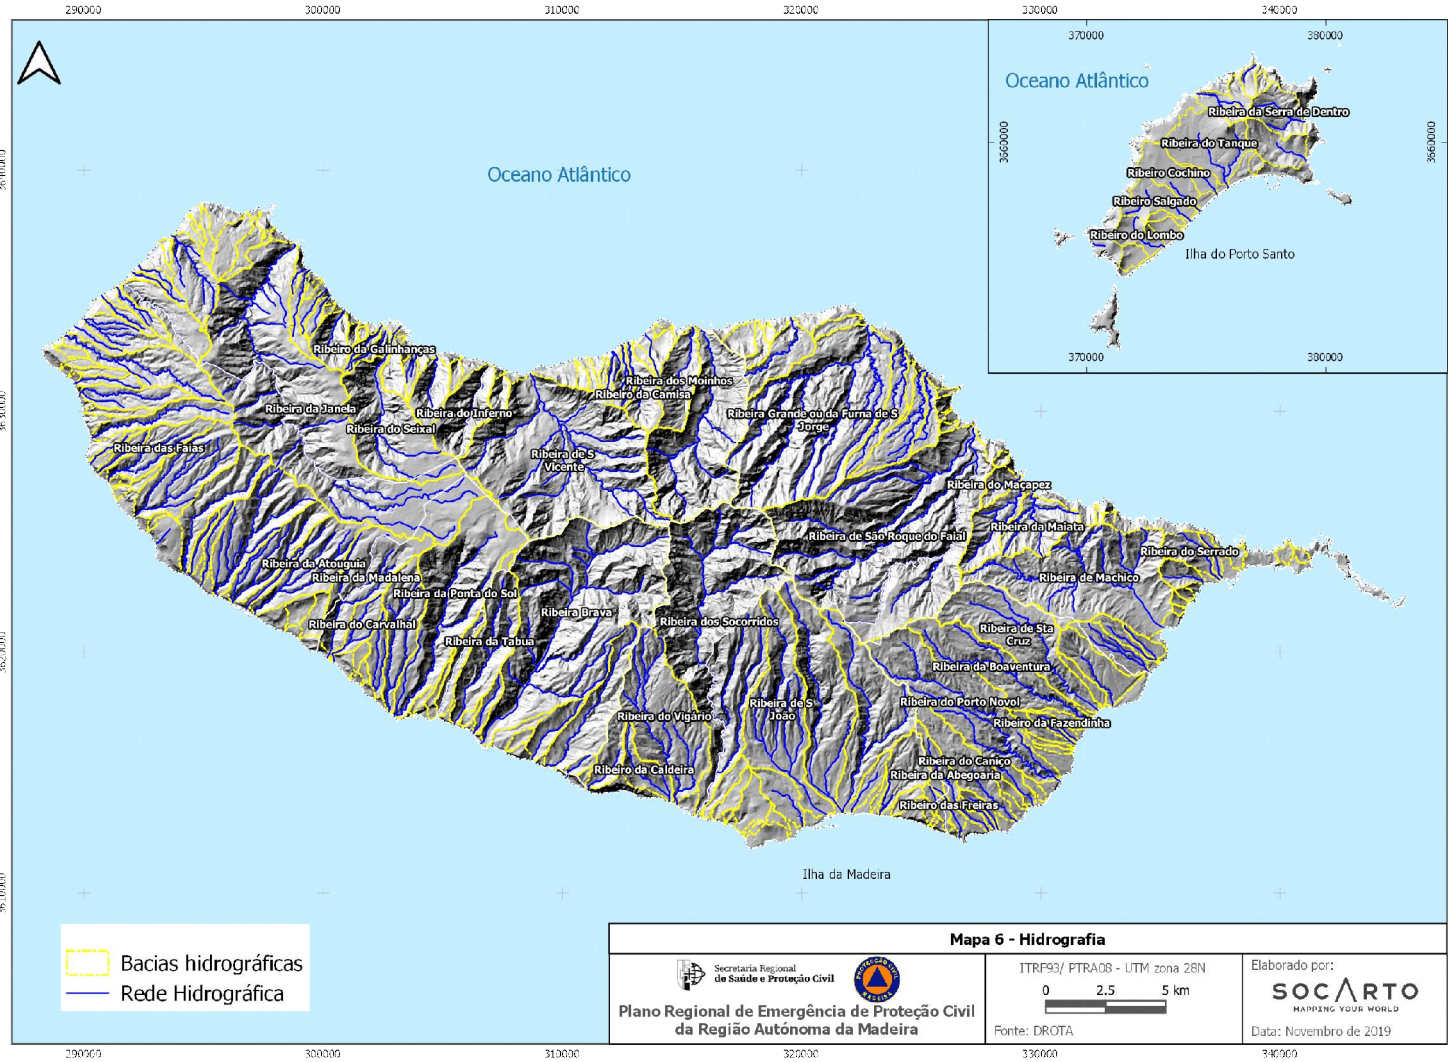 290000
300000
310000
320000
330000
340000
370000
380000
Oceano Atlântico
Ribeira da Serra de Dentro
3660000
3660000
Ribeira do Tanque
Ribeiro Cochino
Ribeiro Salgado
Ribeiro do Lombo
Ilha do Porto Santo
370000
380000
3640000
Oceano Atlântico
Ribeiro da Galinhanças
Ribeira dos Moinhos
Ribeiro da Camisa
3630000
Ribeira da Janela
Ribeira do Inferno
Ribeira do Seixal
Ribeira Grande ou da Furna de S
Jorge
Ribeira das Faias
Ribeira de S
Vicente
Ribeira do Maçapez
Ribeira da Maiata
Ribeira de São Roque do Faial
Ribeira do Serrado
Ribeira da Atouguia
Ribeira da Madalena
Ribeira de Machico
Ribeira da Ponta do Sol
Ribeira Brava
Ribeira dos Socorridos
Ribeiro do Carvalhal
Ribeira da Tabua
Ribeira de Sta
Cruz
3620000
Ribeira da Boaventura
Ribeira de S
João
Ribeira do Porto Novol
Ribeira do Vigário
Ribeiro da Fazendinha
Ribeiro da Caldeira
Ribeira do Caniço
Ribeira da Abegoaria
Ribeiro das Freiras
Ilha da Madeira
3610000
Bacias hidrográficas
Rede Hidrográfica
Mapa 6 - Hidrografia
Secretaria Regional
de Saúde e Proteção Civil
PROTECÇÃO CIVIL
MADEIRA
Plano Regional de Emergência de Proteção Civil
da Região Autónoma da Madeira
ITRF93/ PTRA08 - UTM zona 28N
0 2.5 5 km
Fonte: DROTA
Elaborado por:
SOCARTO
MAPPING YOUR WORLD
Data: Novembro de 2019
290000
300000
310000
320000
330000
340000